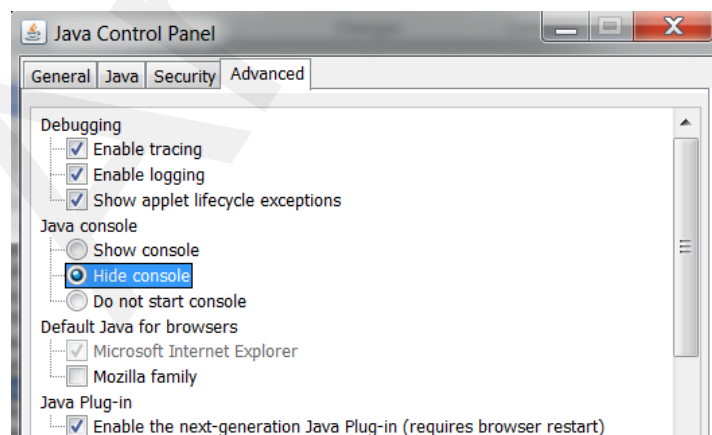 Java Control Panel
General Java Security Advanced
Debugging
Enable tracing
Enable logging
Show applet lifecycle exceptions
Java console
Show console
Hide console
Do not start console
Default Java for browsers
Microsoft Internet Explorer
Mozilla family
Java Plug-in
Enable the next-generation Java Plug-in (requires browser restart)